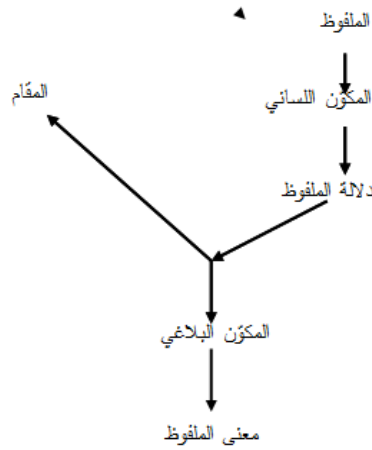 الملفوظ
المكوّن اللساني
المقام
دلالة الملفوظ
المكوّن البلاغي
معنى الملفوظ